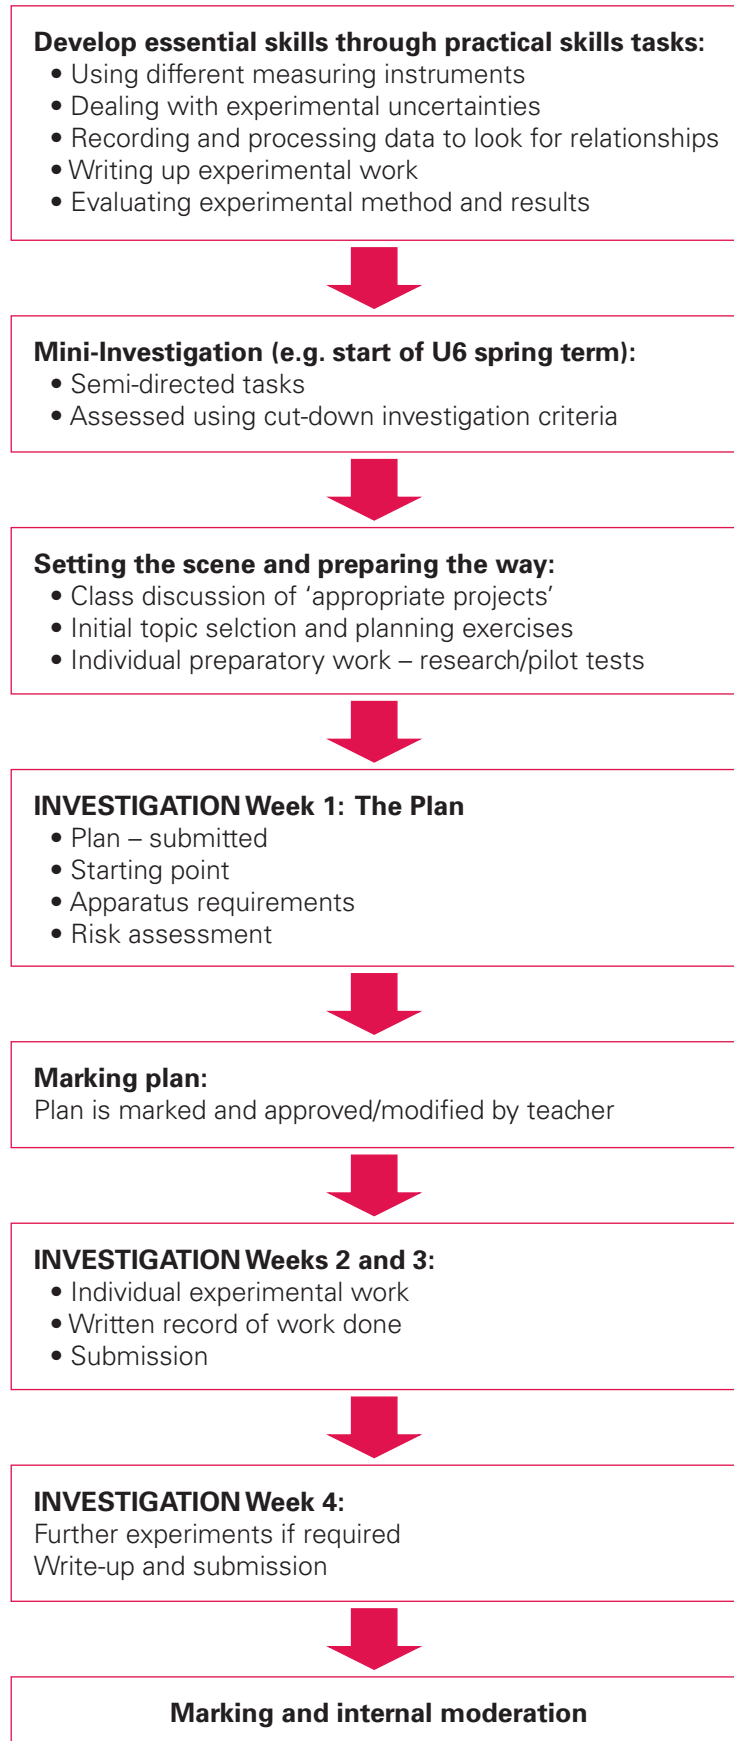 Develop essential skills through practical skills tasks:
• Using different measuring instruments
• Dealing with experimental uncertainties
• Recording and processing data to look for relationships
• Writing up experimental work
• Evaluating experimental method and results
Mini-Investigation (e.g. start of U6 spring term):
• Semi-directed tasks
• Assessed using cut-down investigation criteria
Setting the scene and preparing the way:
• Class discussion of ‘appropriate projects’
• Initial topic selction and planning exercises
• Individual preparatory work – research/pilot tests
INVESTIGATION Week 1: The Plan
• Plan – submitted
• Starting point
• Apparatus requirements
• Risk assessment
Marking plan:
Plan is marked and approved/modified by teacher
INVESTIGATION Weeks 2 and 3:
• Individual experimental work
• Written record of work done
• Submission
INVESTIGATION Week 4:
Further experiments if required
Write-up and submission
Marking and internal moderation